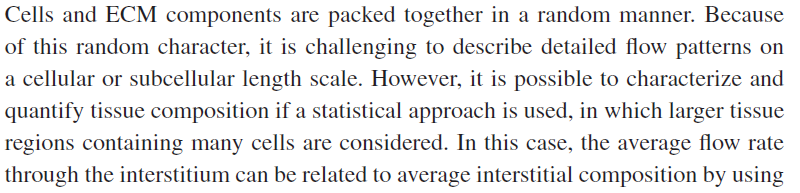 Cells and ECM components are packed together in a random manner. Because
of this random character, it is challenging to describe detailed flow patterns on
a cellular or subcellular length scale. However, it is possible to characterize and
quantify tissue composition if a statistical approach is used, in which larger tissue
regions containing many cells are considered. In this case, the average flow rate
through the interstitium can be related to average interstitial composition by using